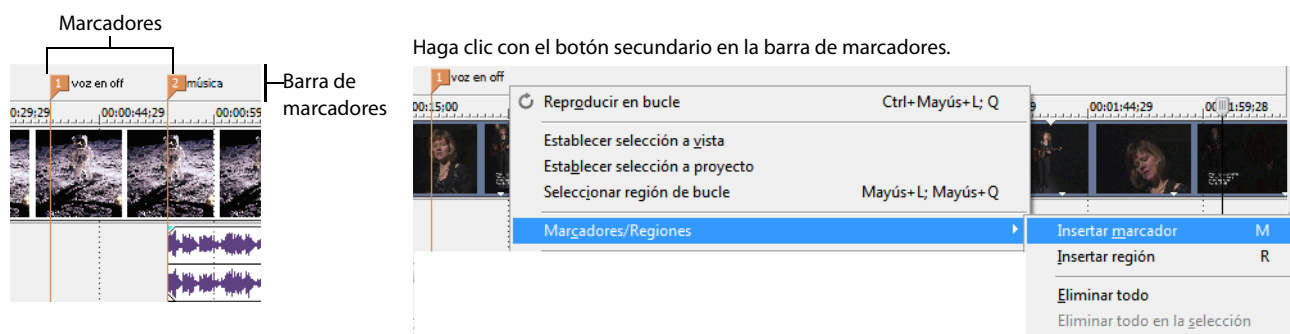 Marcadores
1 voz en off
2 música
Barra de
marcadores
0:29;29
00:00:44;29
00:00:59
Haga clic con el botón secundario en la barra de marcadores.
1 voz en off
00:15;00
00:01:44;29
1:59;28
Reproducir en bucle Ctrl+Mayús+L; Q
Establecer selección a vista
Establecer selección a proyecto
Seleccionar región de bucle Mayús+L; Mayús+Q
Marcadores/Regiones
Insertar marcador M
Insertar región R
Eliminar todo
Eliminar todo en la selección